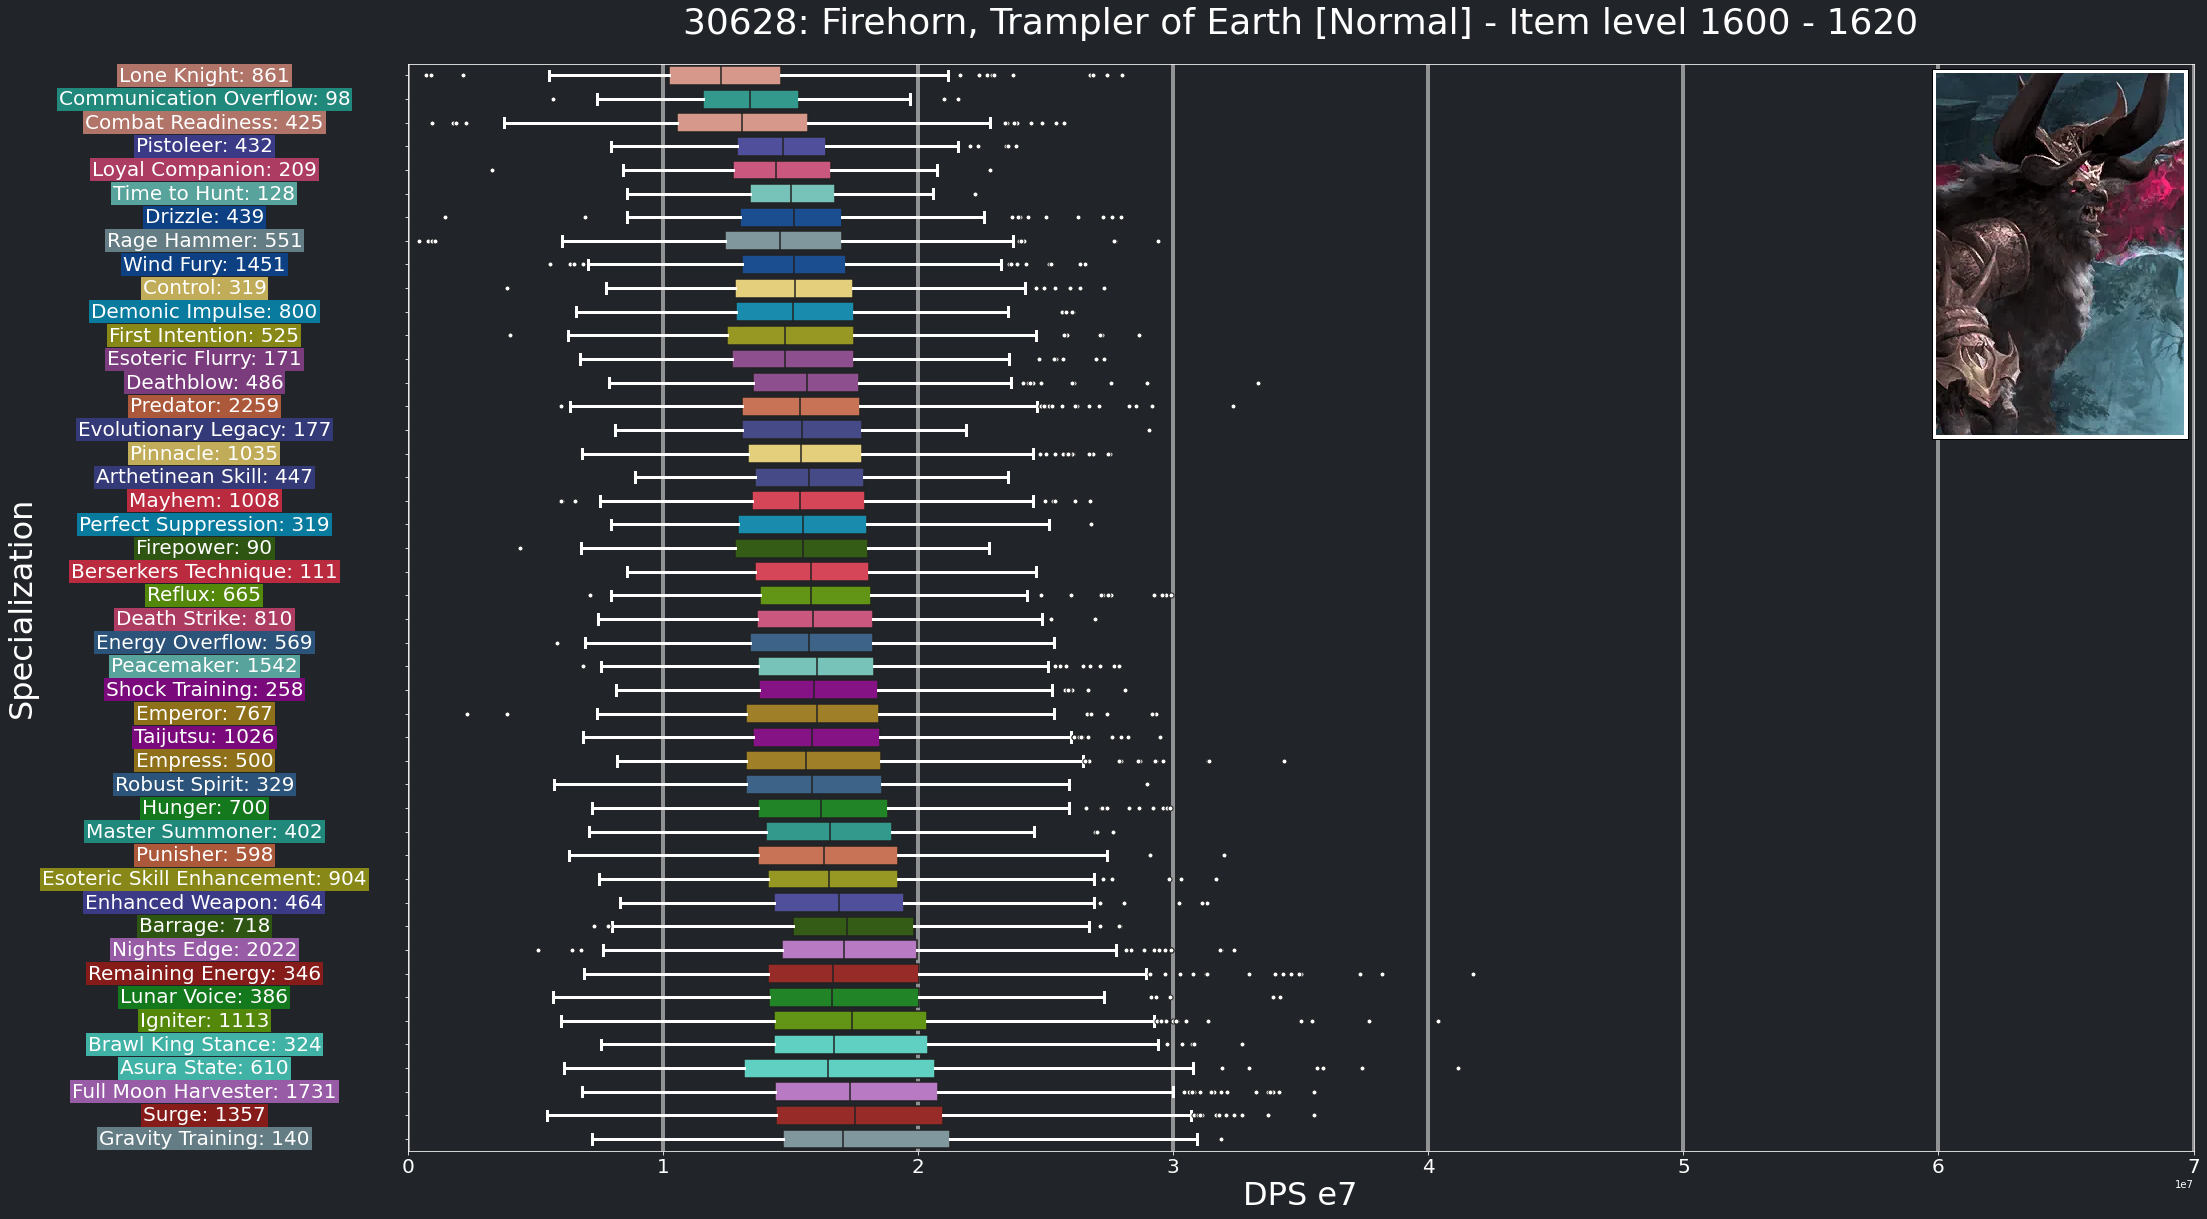 30628: Firehorn, Trampler of Earth [Normal] - Item level 1600 - 1620
Lone Knight: 861
Communication Overflow: 98
Combat Readiness: 425
Pistoleer: 432
Loyal Companion: 209
Time to Hunt: 128
Drizzle: 439
Rage Hammer: 551
Wind Fury: 1451
Control: 319
Demonic Impulse: 800
First Intention: 525
Esoteric Flurry: 171
Deathblow: 486
Predator: 2259
Evolutionary Legacy: 177
Pinnacle: 1035
Arthetinean Skill: 447
Mayhem: 1008
Perfect Suppression: 319
Firepower: 90
Berserkers Technique: 111
Reflux: 665
Death Strike: 810
Energy Overflow: 569
Peacemaker: 1542
Shock Training: 258
Emperor: 767
Taijutsu: 1026
Empress: 500
Robust Spirit: 329
Hunger: 700
Master Summoner: 402
Punisher: 598
Esoteric Skill Enhancement: 904
Enhanced Weapon: 464
Barrage: 718
Nights Edge: 2022
Remaining Energy: 346
Lunar Voice: 386
Igniter: 1113
Brawl King Stance: 324
Asura State: 610
Full Moon Harvester: 1731
Surge: 1357
Gravity Training: 140
Specialization
0 1 2 3 4 5 6 7
DPS e7
1e7